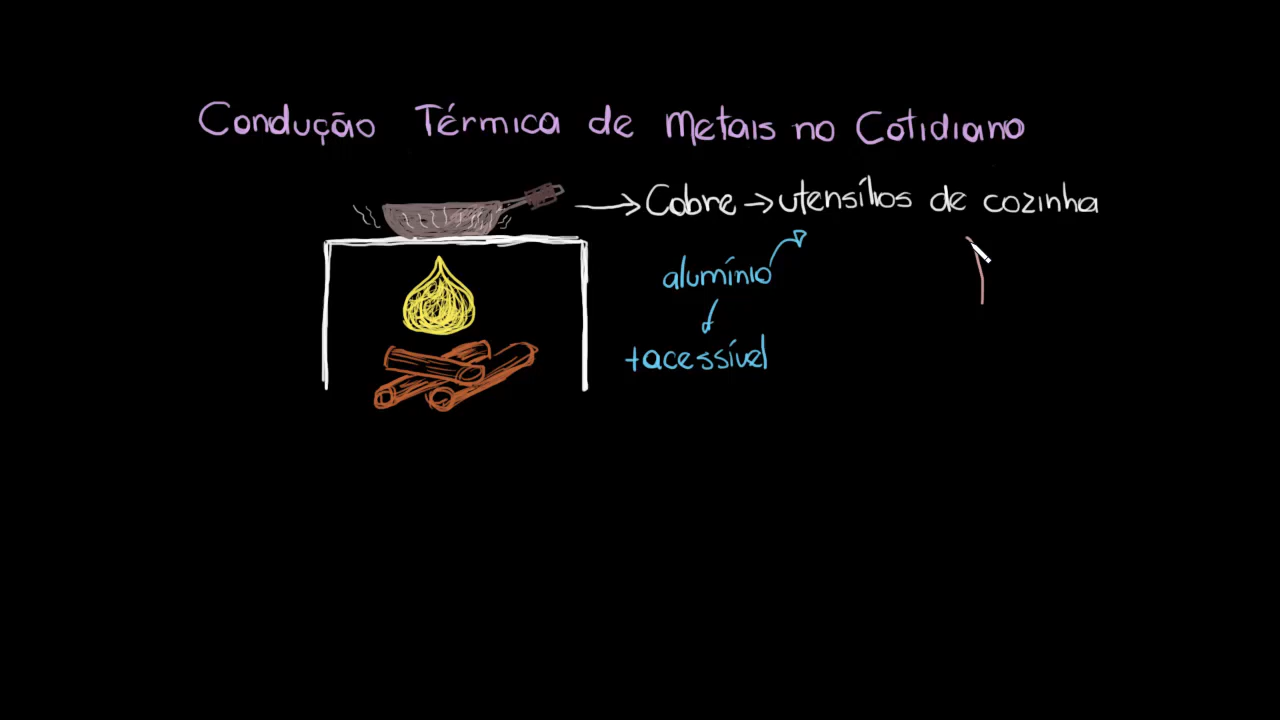 Condução Térmica de Metais no Cotidiano
→ Cobre → utensílios de cozinha
alumínio
+acessível